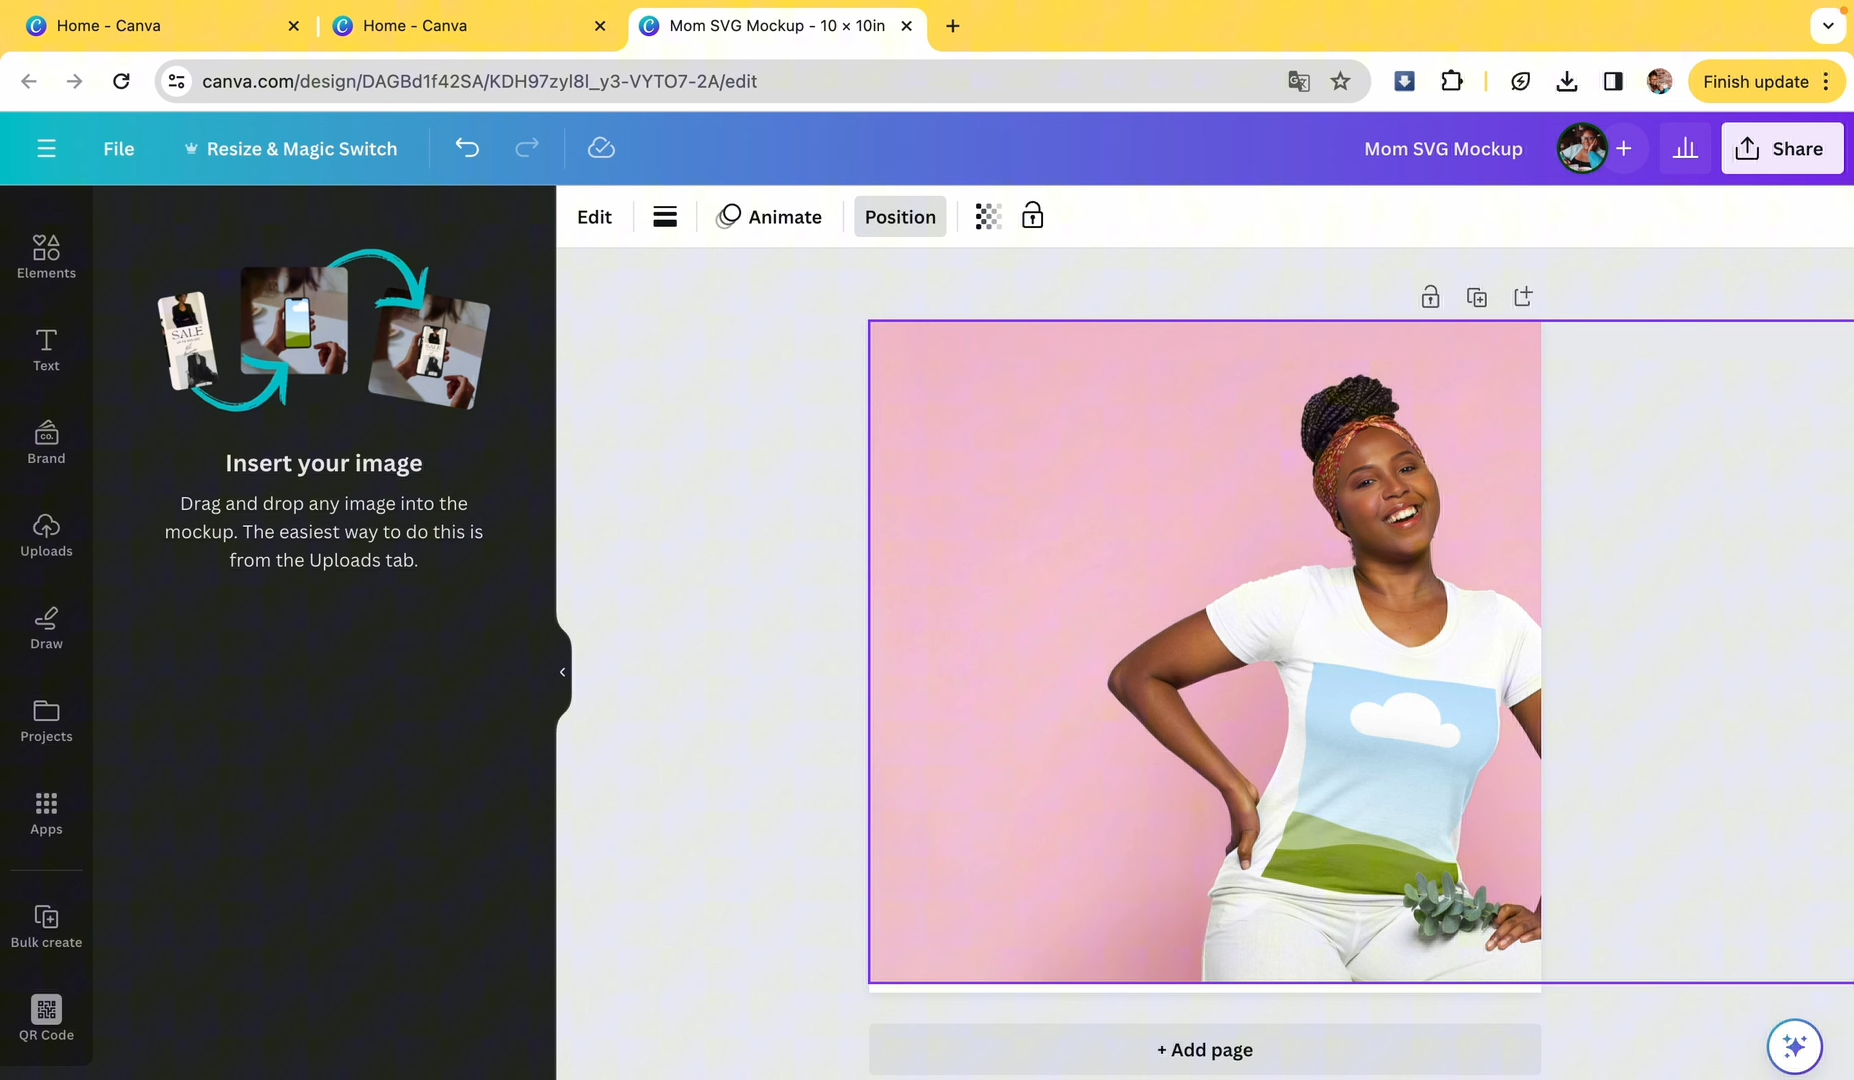 Home - Canva
Home - Canva
Mom SVG Mockup - 10 × 10in
canva.com/design/DAGBd1f42SA/KDH97zyl8l_y3-VYTO7-2A/edit
Finish update
File
Resize & Magic Switch
Mom SVG Mockup
Share
Edit
Animate
Position
Elements
Text
CO.
Brand
Uploads
Draw
Projects
Apps
Bulk create
QR Code
SALE
SALE
Insert your image
Drag and drop any image into the
mockup. The easiest way to do this is
from the Uploads tab.
+ Add page